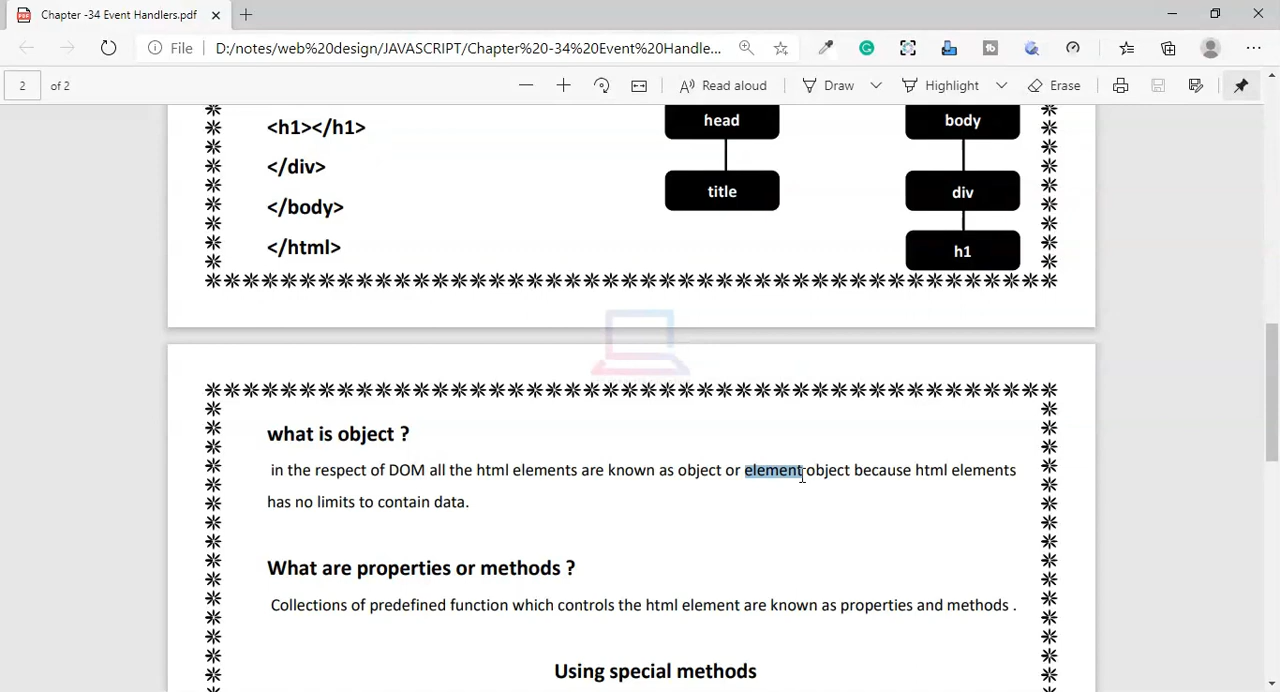 Chapter -34 Event Handlers.pdf
File D:/notes/web%20design/JAVASCRIPT/Chapter%20-34%20Event%20Handle...
2 of 2 Read aloud Draw Highlight Erase
<h1></h1>
</div>
</body>
</html>
head
title
body
div
h1
what is object ?
in the respect of DOM all the html elements are known as object or element object because html elements
has no limits to contain data.
What are properties or methods ?
Collections of predefined function which controls the html element are known as properties and methods .
Using special methods